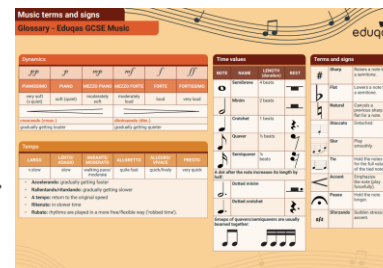 Music terms and signs
Glossary - Eduqas GCSE Music
eduqa
Dynamics
pp p mp mf f ff
PIANISSIMO PIANO MEZZO PIANO MEZZO FORTE FORTE FORTISSIMO
very soft (v.quiet) soft (quiet) moderately soft moderately loud loud very loud
crescendo (cresc.) diminuendo (dim.)
gradually getting louder gradually getting quieter
Tempo
LARGO LENTO/ADAGIO ANDANTE/MODERATO ALLEGRETTO ALLEGRO/VIVACE PRESTO
v.slow slow walking pace/moderate quite fast quick/lively very quick
• Accelerando: gradually getting faster
• Rallentando/ritardando: gradually getting slower
• A tempo: return to the original speed
• Ritenuto: in slower time
• Rubato: rhythms are played in a more free/flexible way ('robbed time').
Time values
NOTE NAME LENGTH (duration) REST
Semibreve 4 beats
Minim 2 beats
Crotchet 1 beats
Quaver ½ beats
Semiquaver ¼ beats
A dot after the note increases its length by half
Dotted minim
Dotted crotchet
Groups of quavers/semiquavers are usually beamed together:
Terms and signs
Sharp Raises a note by a semitone.
Flat Lowers a note by a semitone.
Natural Cancels a previous sharp/flat for a note.
Staccato Detached.
Slur Play smoothly.
Tie Hold the notes for the full value of the tied notes
Accent Emphasise the note (play forcefully).
Pause Hold the note longer.
sfz Sforzando Sudden stress/accent.